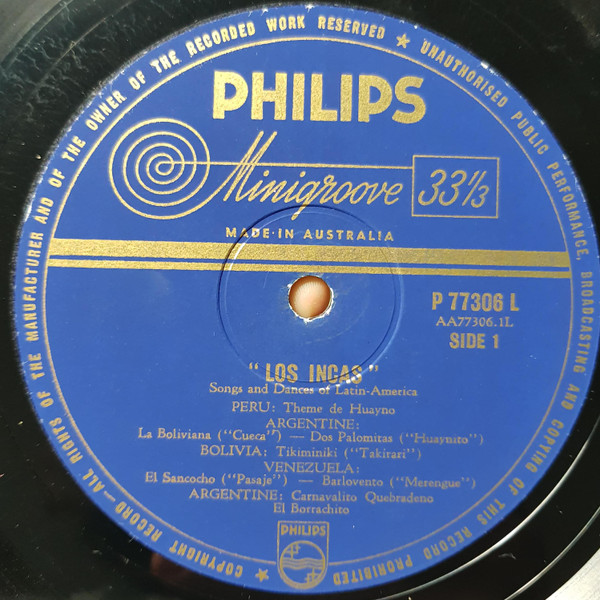 COPYRIGHT RECORD—ALL RIGHTS OF THE MANUFACTURER AND OF THE OWNER OF THE RECORDED WORK RESERVED ★ UNAUTHORISED PUBLIC PERFORMANCE, BROADCASTING AND COPYING OF THIS RECORD PROHIBITED ★
PHILIPS
Minigroove 33⅓
MADE·IN AUSTRALIA
P 77306 L
AA77306.1L
SIDE 1
"LOS INCAS"
Songs and Dances of Latin-America
PERU: Theme de Huayno
ARGENTINE:
La Boliviana ("Cueca") — Dos Palomitas ("Huaynito")
BOLIVIA: Tikiminiki ("Takirari")
VENEZUELA:
El Sancocho ("Pasaje") — Barlovento ("Merengue")
ARGENTINE: Carnavalito Quebradeno
El Borrachito
PHILIPS